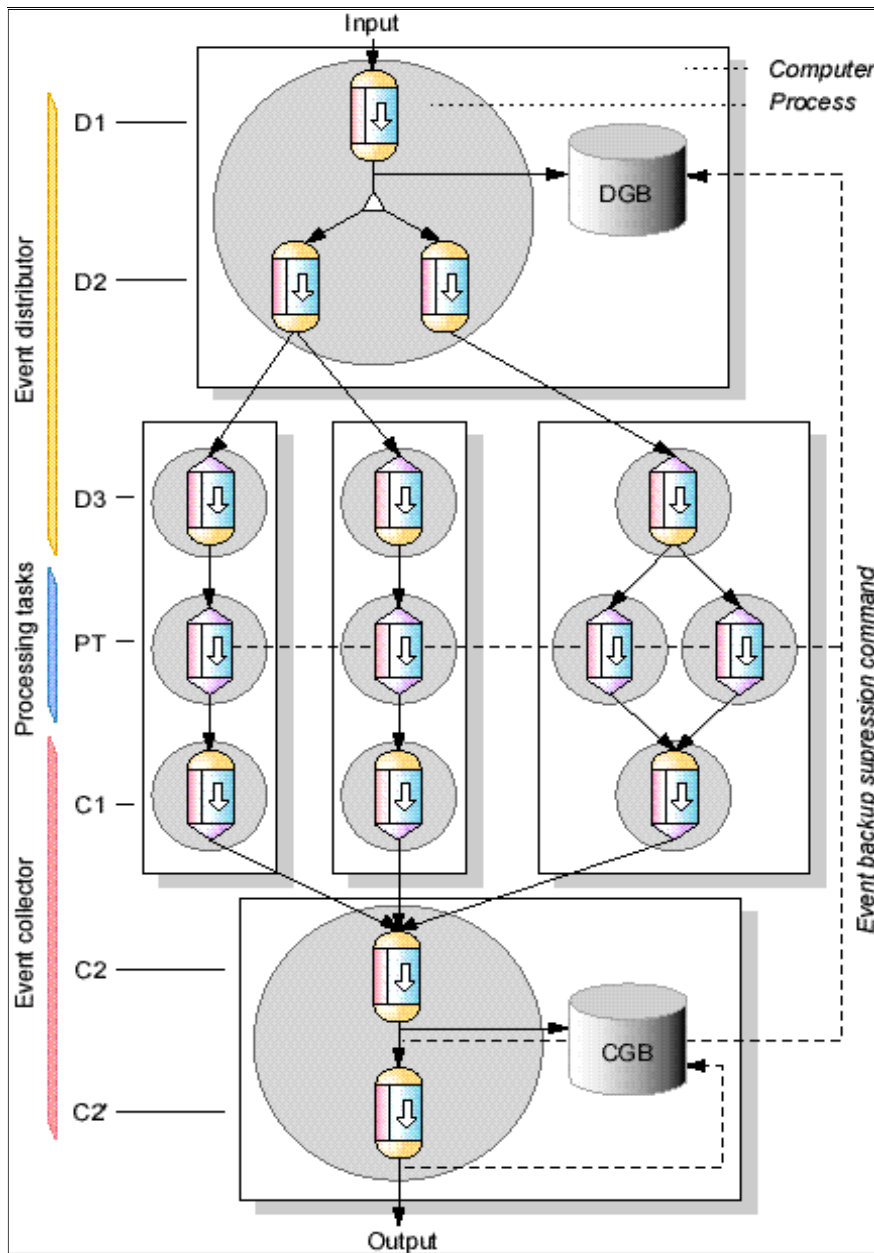 Input
Computer
Process
D1
DGB
D2
Event distributor
D3
Processing tasks
PT
C1
Event backup supression command
Event collector
C2
CGB
C2'
Output